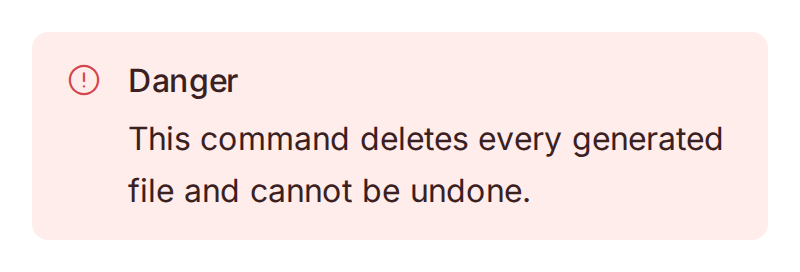 Danger
This command deletes every generated
file and cannot be undone.